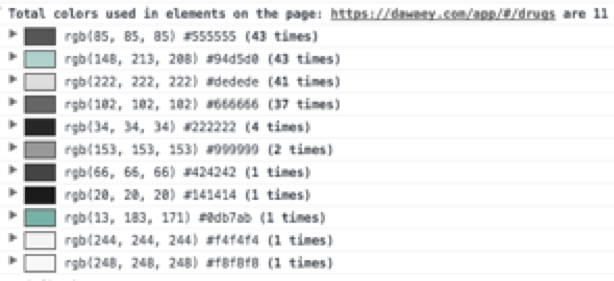 Total colors used in elements on the page: https://dawaey.com/app/#/drugs are 11
rgb(85, 85, 85) #555555 (43 times)
rgb(148, 213, 208) #94d5d0 (43 times)
rgb(222, 222, 222) #dedede (41 times)
rgb(102, 102, 102) #666666 (37 times)
rgb(34, 34, 34) #222222 (4 times)
rgb(153, 153, 153) #999999 (2 times)
rgb(66, 66, 66) #424242 (1 times)
rgb(20, 20, 20) #141414 (1 times)
rgb(13, 183, 171) #0db7ab (1 times)
rgb(244, 244, 244) #f4f4f4 (1 times)
rgb(248, 248, 248) #f8f8f8 (1 times)